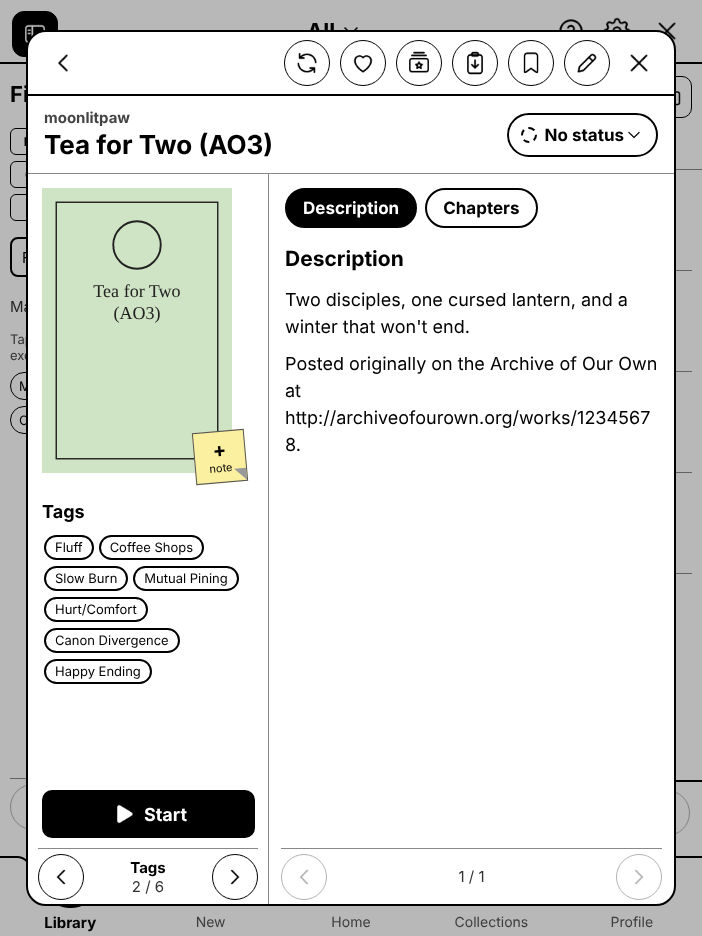 moonlitpaw
Tea for Two (AO3)
No status
Tea for Two
(AO3)
+
note
Tags
Fluff
Coffee Shops
Slow Burn
Mutual Pining
Hurt/Comfort
Canon Divergence
Happy Ending
Start
Tags
2 / 6
Description
Chapters
Description
Two disciples, one cursed lantern, and a
winter that won't end.
Posted originally on the Archive of Our Own
at
http://archiveofourown.org/works/1234567
8.
1 / 1
Library
New
Home
Collections
Profile